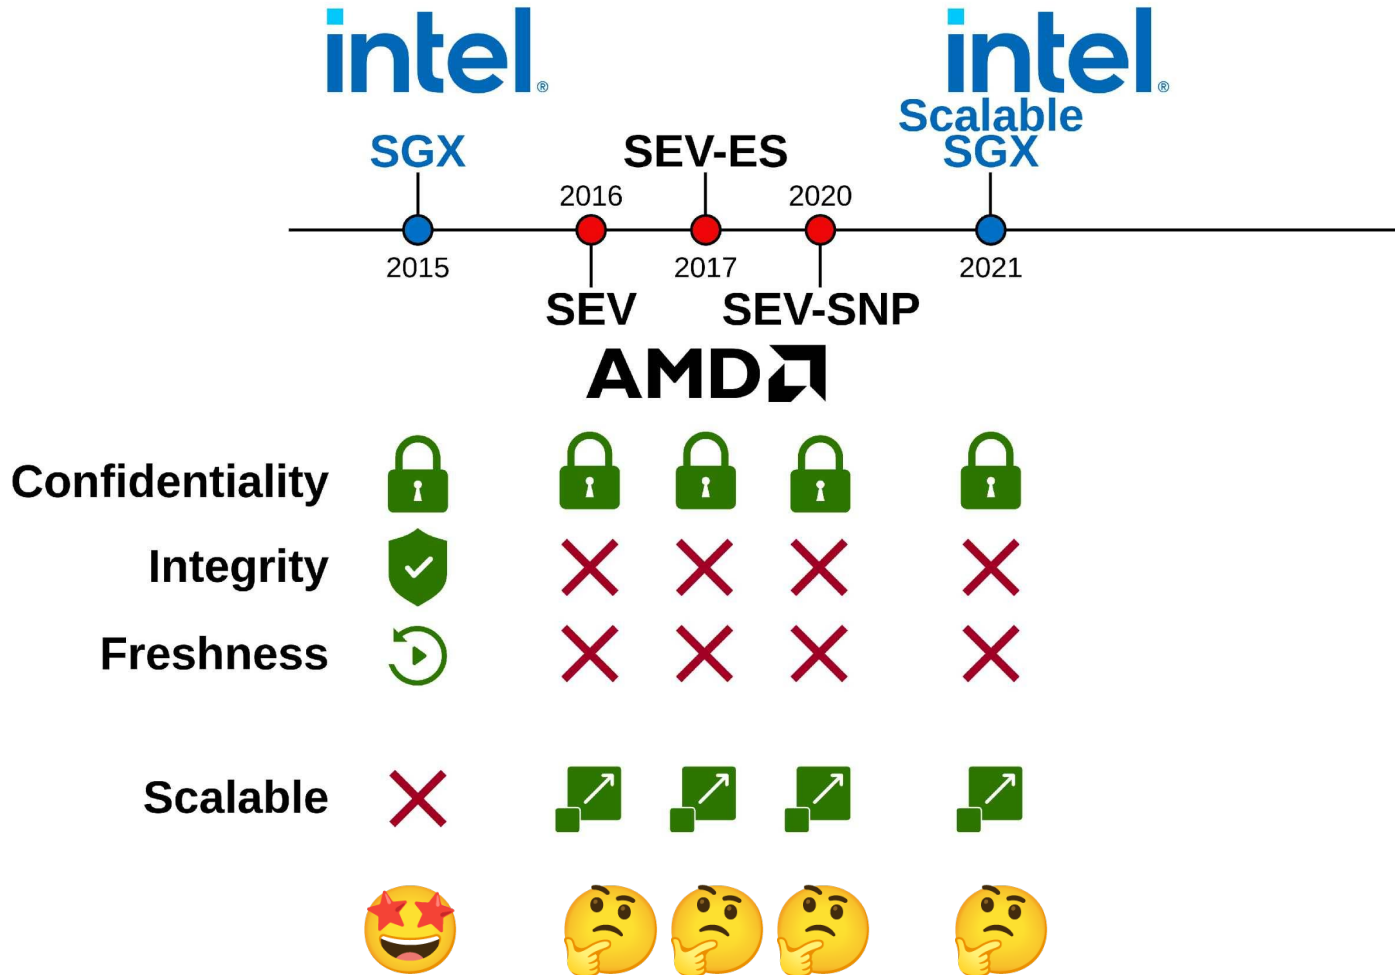 intel® intel®
Scalable
SGX SEV-ES SGX
2016 2020
2015 2017 2021
SEV SEV-SNP
AMD
Confidentiality
Integrity
Freshness
Scalable